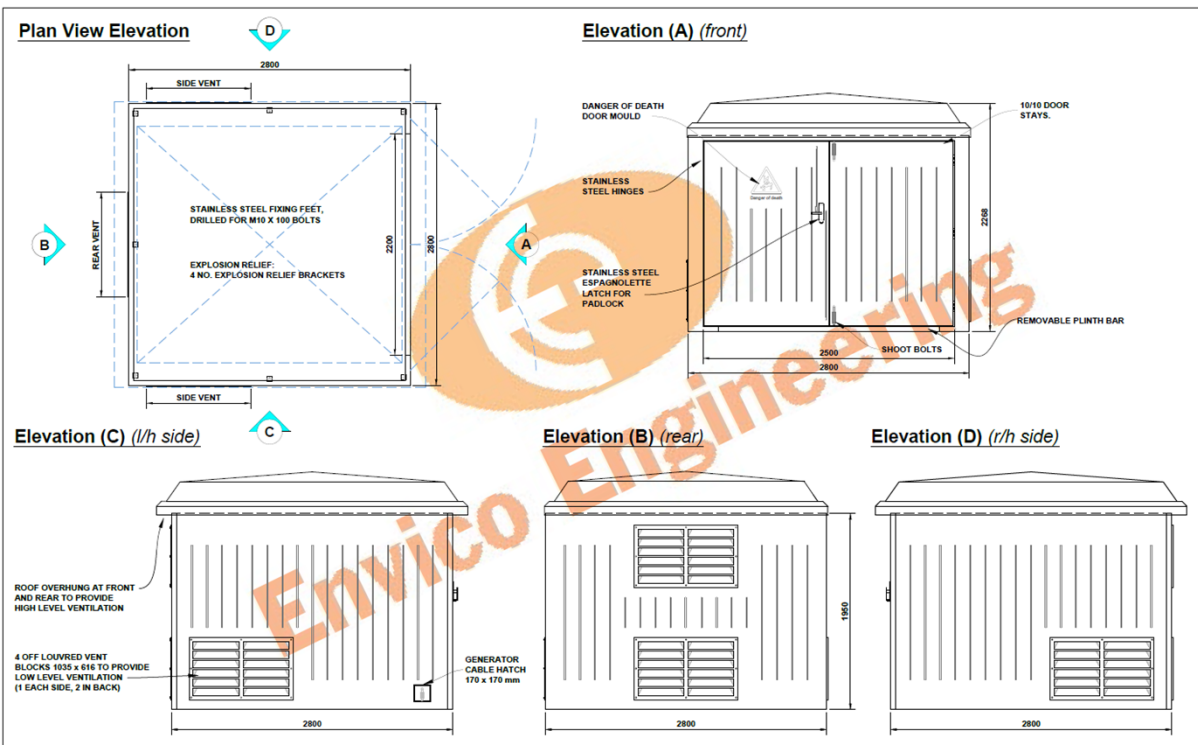 Plan View Elevation
D
2800
SIDE VENT
B
REAR VENT
STAINLESS STEEL FIXING FEET,
DRILLED FOR M10 X 100 BOLTS
EXPLOSION RELIEF:
4 NO. EXPLOSION RELIEF BRACKETS
2200
2800
A
SIDE VENT
C
Elevation (A) (front)
DANGER OF DEATH
DOOR MOULD
10/10 DOOR
STAYS.
STAINLESS
STEEL HINGES
Danger of death
2268
STAINLESS STEEL
ESPAGNOLETTE
LATCH FOR
PADLOCK
REMOVABLE PLINTH BAR
SHOOT BOLTS
2500
2800
Elevation (C) (l/h side)
ROOF OVERHUNG AT FRONT
AND REAR TO PROVIDE
HIGH LEVEL VENTILATION
4 OFF LOUVRED VENT
BLOCKS 1035 x 616 TO PROVIDE
LOW LEVEL VENTILATION
(1 EACH SIDE, 2 IN BACK)
GENERATOR
CABLE HATCH
170 x 170 mm
2800
Elevation (B) (rear)
1950
2800
Elevation (D) (r/h side)
2800
Envico Engineering